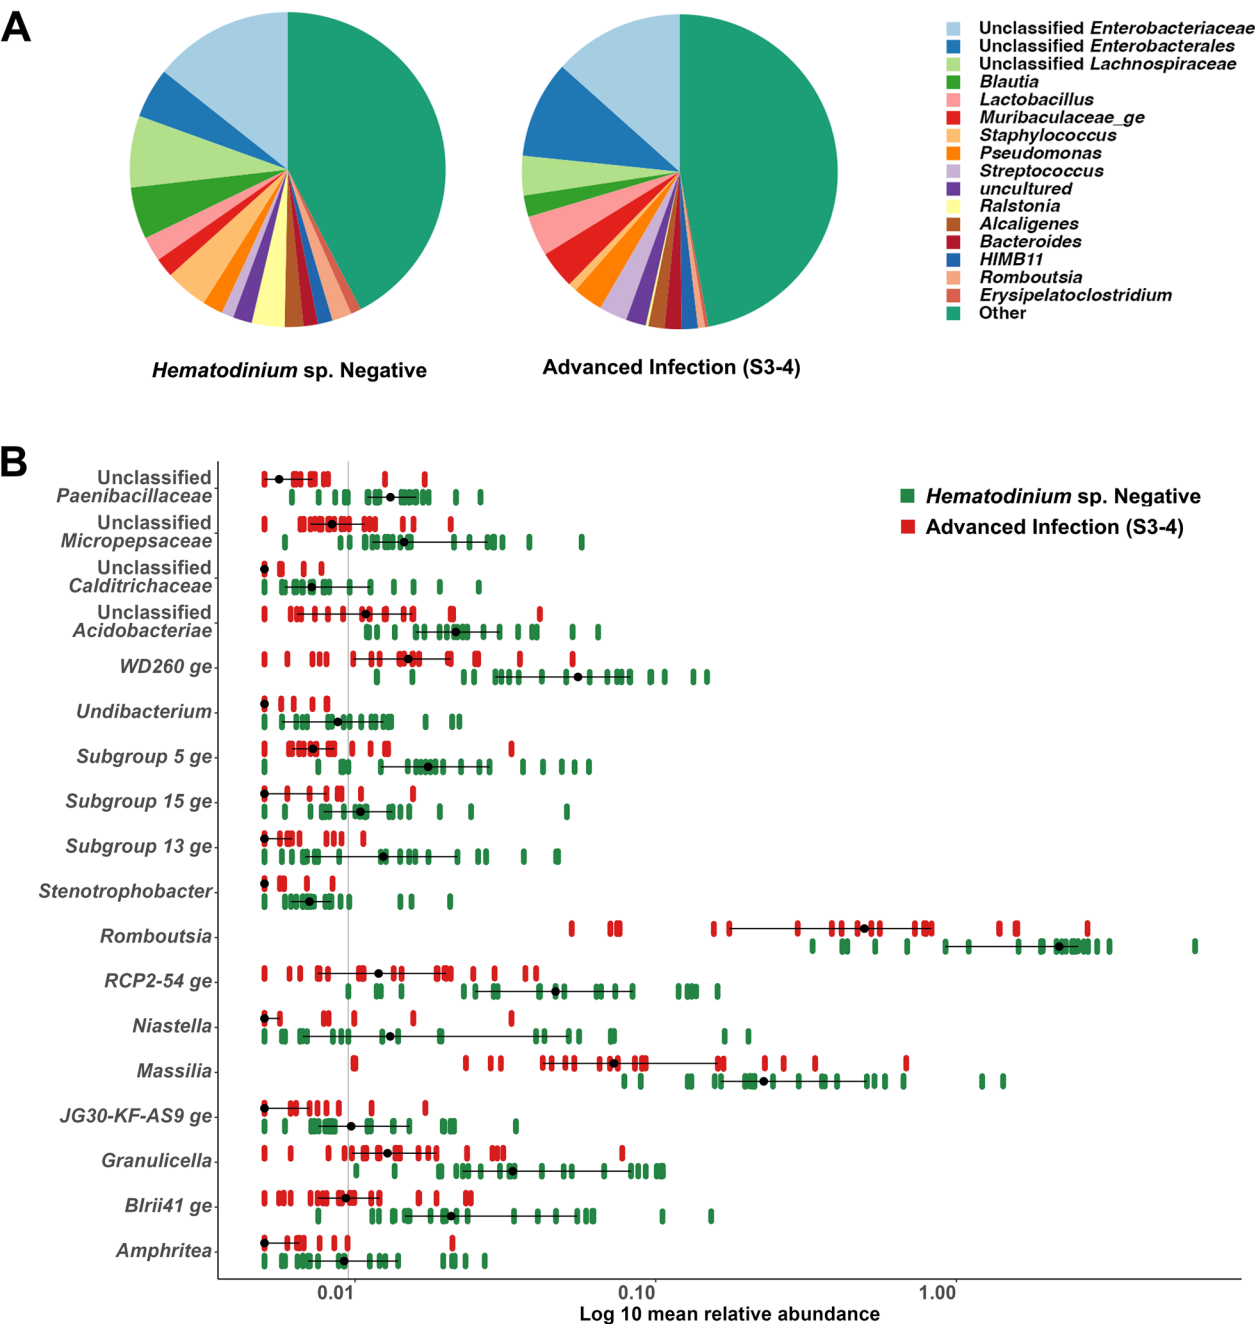 A
Unclassified Enterobacteriaceae
Unclassified Enterobacterales
Unclassified Lachnospiraceae
Blautia
Lactobacillus
Muribaculaceae_ge
Staphylococcus
Pseudomonas
Streptococcus
uncultured
Ralstonia
Alcaligenes
Bacteroides
HIMB11
Romboutsia
Erysipelatoclostridium
Other
Hematodinium sp. Negative
Advanced Infection (S3-4)
B
Hematodinium sp. Negative
Advanced Infection (S3-4)
Unclassified
Paenibacillaceae
Unclassified
Micropepsaceae
Unclassified
Calditrichaceae
Unclassified
Acidobacteriae
WD260 ge
Undibacterium
Subgroup 5 ge
Subgroup 15 ge
Subgroup 13 ge
Stenotrophobacter
Romboutsia
RCP2-54 ge
Niastella
Massilia
JG30-KF-AS9 ge
Granulicella
BIrii41 ge
Amphritea
0.01
0.10
1.00
Log 10 mean relative abundance